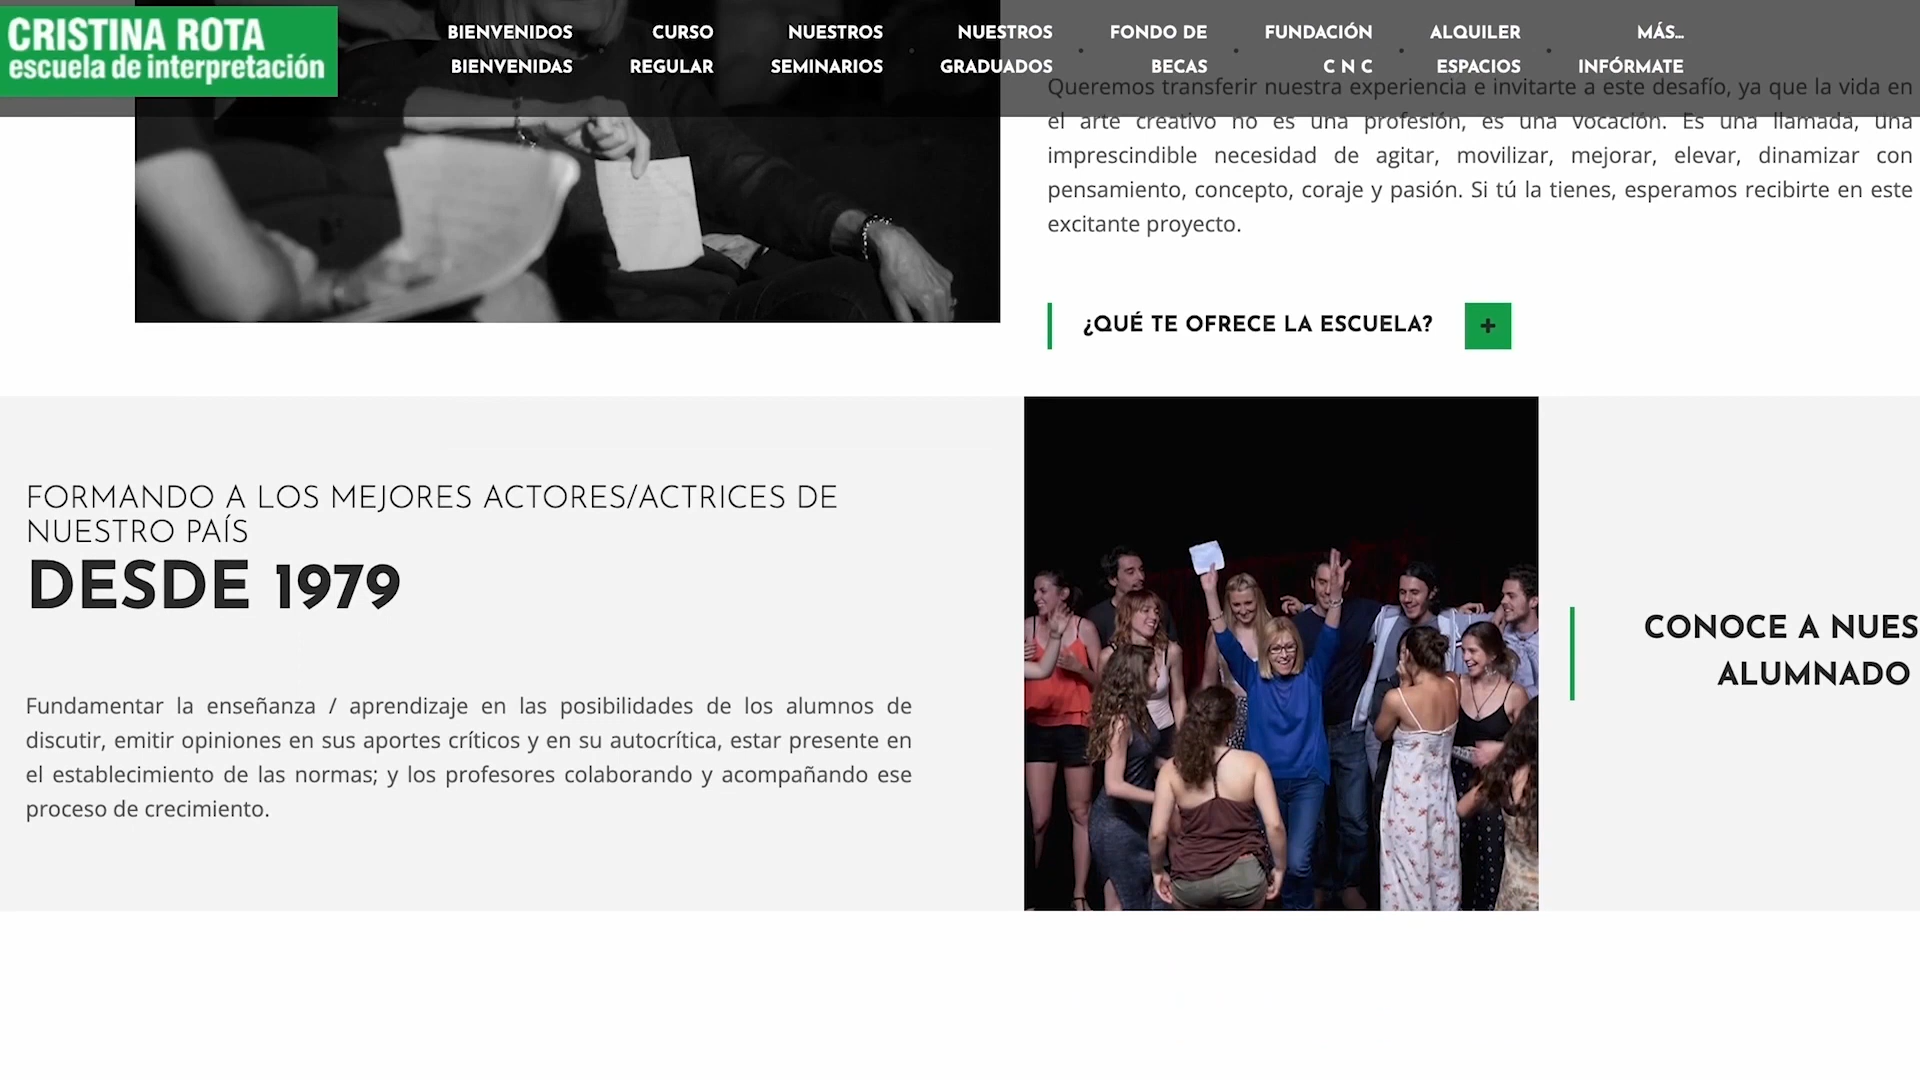 CRISTINA ROTA
escuela de interpretación
BIENVENIDOS
BIENVENIDAS
CURSO
REGULAR
NUESTROS
SEMINARIOS
NUESTROS
GRADUADOS
FONDO DE
BECAS
FUNDACIÓN
C N C
ALQUILER
ESPACIOS
MÁS...
INFÓRMATE
Queremos transferir nuestra experiencia e invitarte a este desafío, ya que la vida en
el arte creativo no es una profesión, es una vocación. Es una llamada, una
imprescindible necesidad de agitar, movilizar, mejorar, elevar, dinamizar con
pensamiento, concepto, coraje y pasión. Si tú la tienes, esperamos recibirte en este
excitante proyecto.
¿QUÉ TE OFRECE LA ESCUELA? +
FORMANDO A LOS MEJORES ACTORES/ACTRICES DE
NUESTRO PAÍS
DESDE 1979
Fundamentar la enseñanza / aprendizaje en las posibilidades de los alumnos de
discutir, emitir opiniones en sus aportes críticos y en su autocrítica, estar presente en
el establecimiento de las normas; y los profesores colaborando y acompañando ese
proceso de crecimiento.
CONOCE A NUES
ALUMNADO